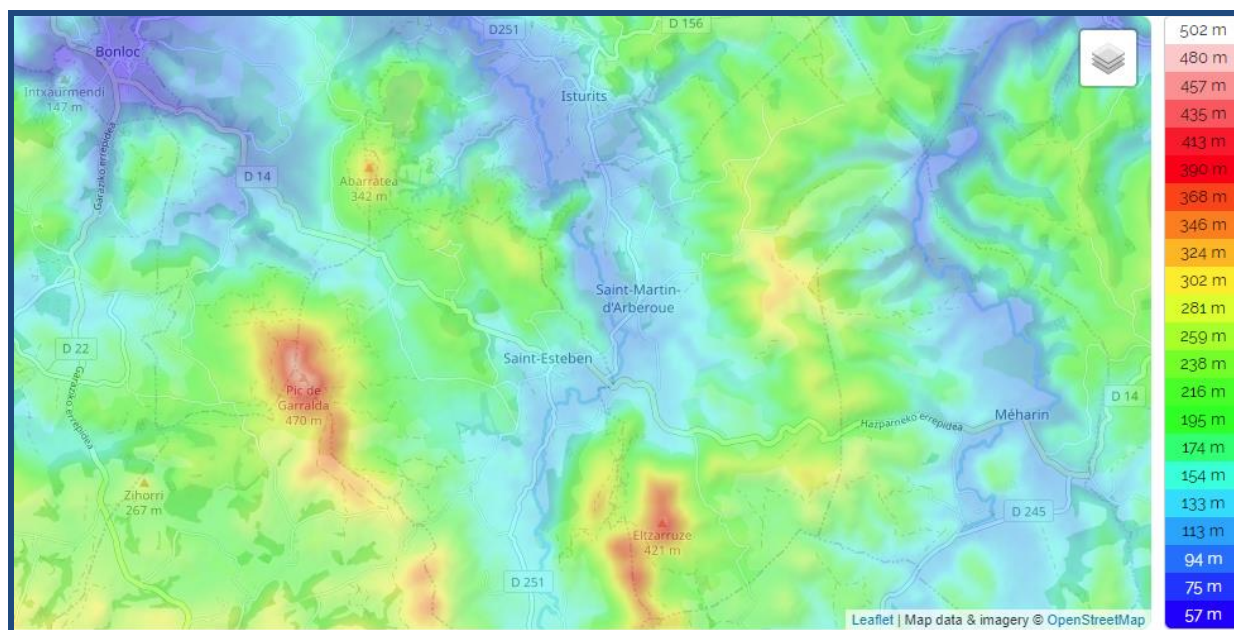 D251
D 156
Bonloc
Intxaurmendi
147 m
Isturits
Garaziko errepidea
D 14
Abarratea
342 m
Saint-Martin-
d'Arberoue
Saint-Esteben
D 22
Garaziko errepidea
Pic de
Garralda
470 m
D 14
Méharin
Hazparneko errepidea
Zihorri
267 m
Eltzarruze
421 m
D 245
D 251
Leaflet | Map data & imagery © OpenStreetMap
502 m
480 m
457 m
435 m
413 m
390 m
368 m
346 m
324 m
302 m
281 m
259 m
238 m
216 m
195 m
174 m
154 m
133 m
113 m
94 m
75 m
57 m